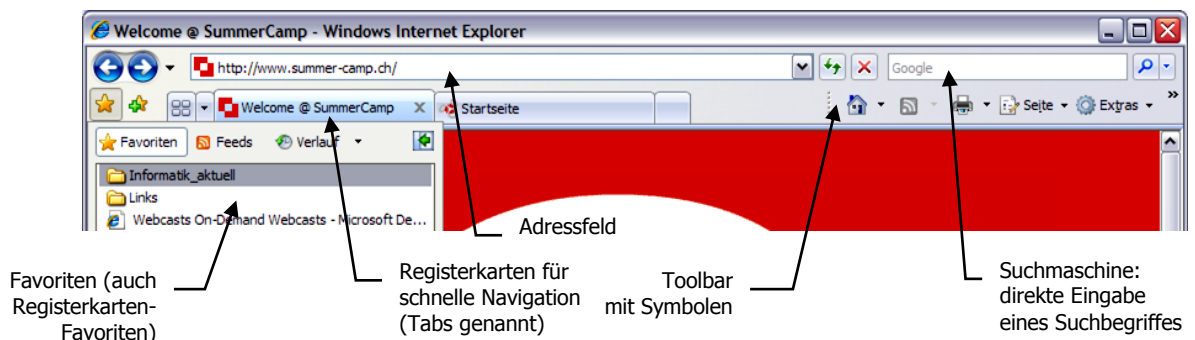 Welcome @ SummerCamp - Windows Internet Explorer
http://www.summer-camp.ch/
Google
Welcome @ SummerCamp X
Startseite
Seite
Extras
»
Favoriten
Feeds
Verlauf
Informatik_aktuell
Links
Webcasts On-Demand Webcasts - Microsoft De...
Adressfeld
Favoriten (auch
Registerkarten-
Favoriten)
Registerkarten für
schnelle Navigation
(Tabs genannt)
Toolbar
mit Symbolen
Suchmaschine:
direkte Eingabe
eines Suchbegriffes